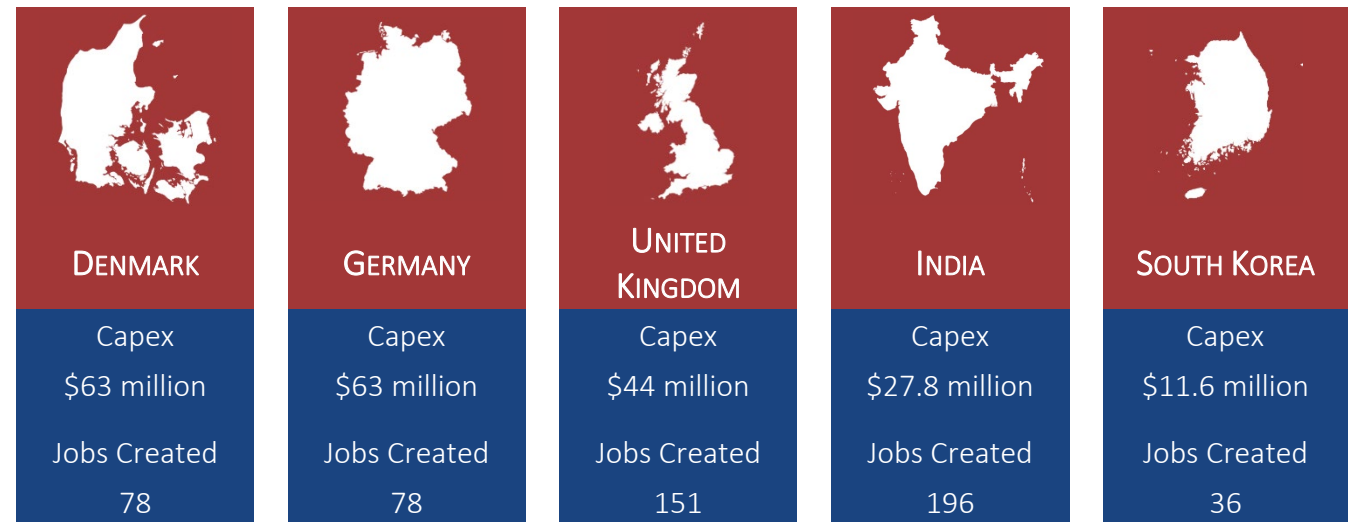 DENMARK
Capex
$63 million
Jobs Created
78
GERMANY
Capex
$63 million
Jobs Created
78
UNITED
KINGDOM
Capex
$44 million
Jobs Created
151
INDIA
Capex
$27.8 million
Jobs Created
196
SOUTH KOREA
Capex
$11.6 million
Jobs Created
36